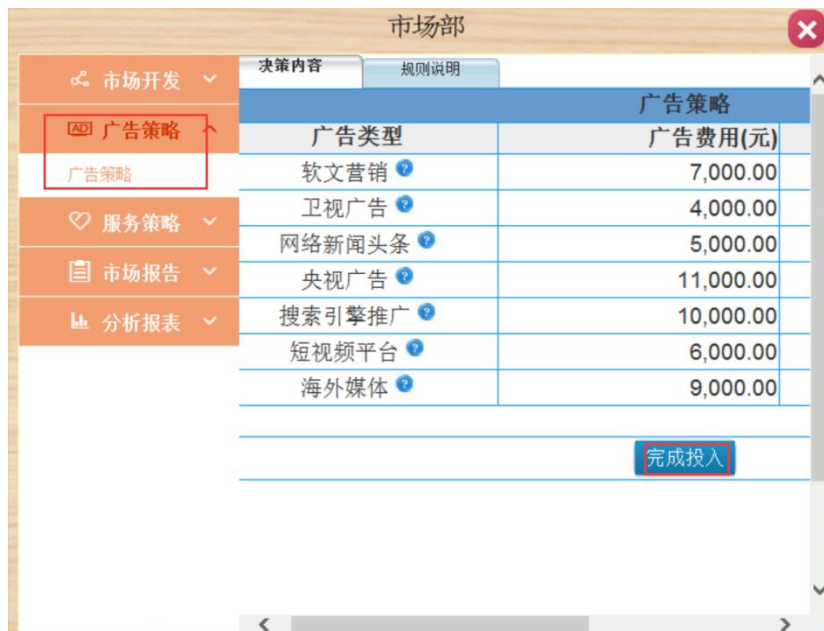 市场部
市场开发
AD 广告策略
广告策略
服务策略
市场报告
分析报表
决策内容 规则说明
广告策略
广告类型 广告费用(元)
软文营销 ? 7,000.00
卫视广告 ? 4,000.00
网络新闻头条 ? 5,000.00
央视广告 ? 11,000.00
搜索引擎推广 ? 10,000.00
短视频平台 ? 6,000.00
海外媒体 ? 9,000.00
完成投入